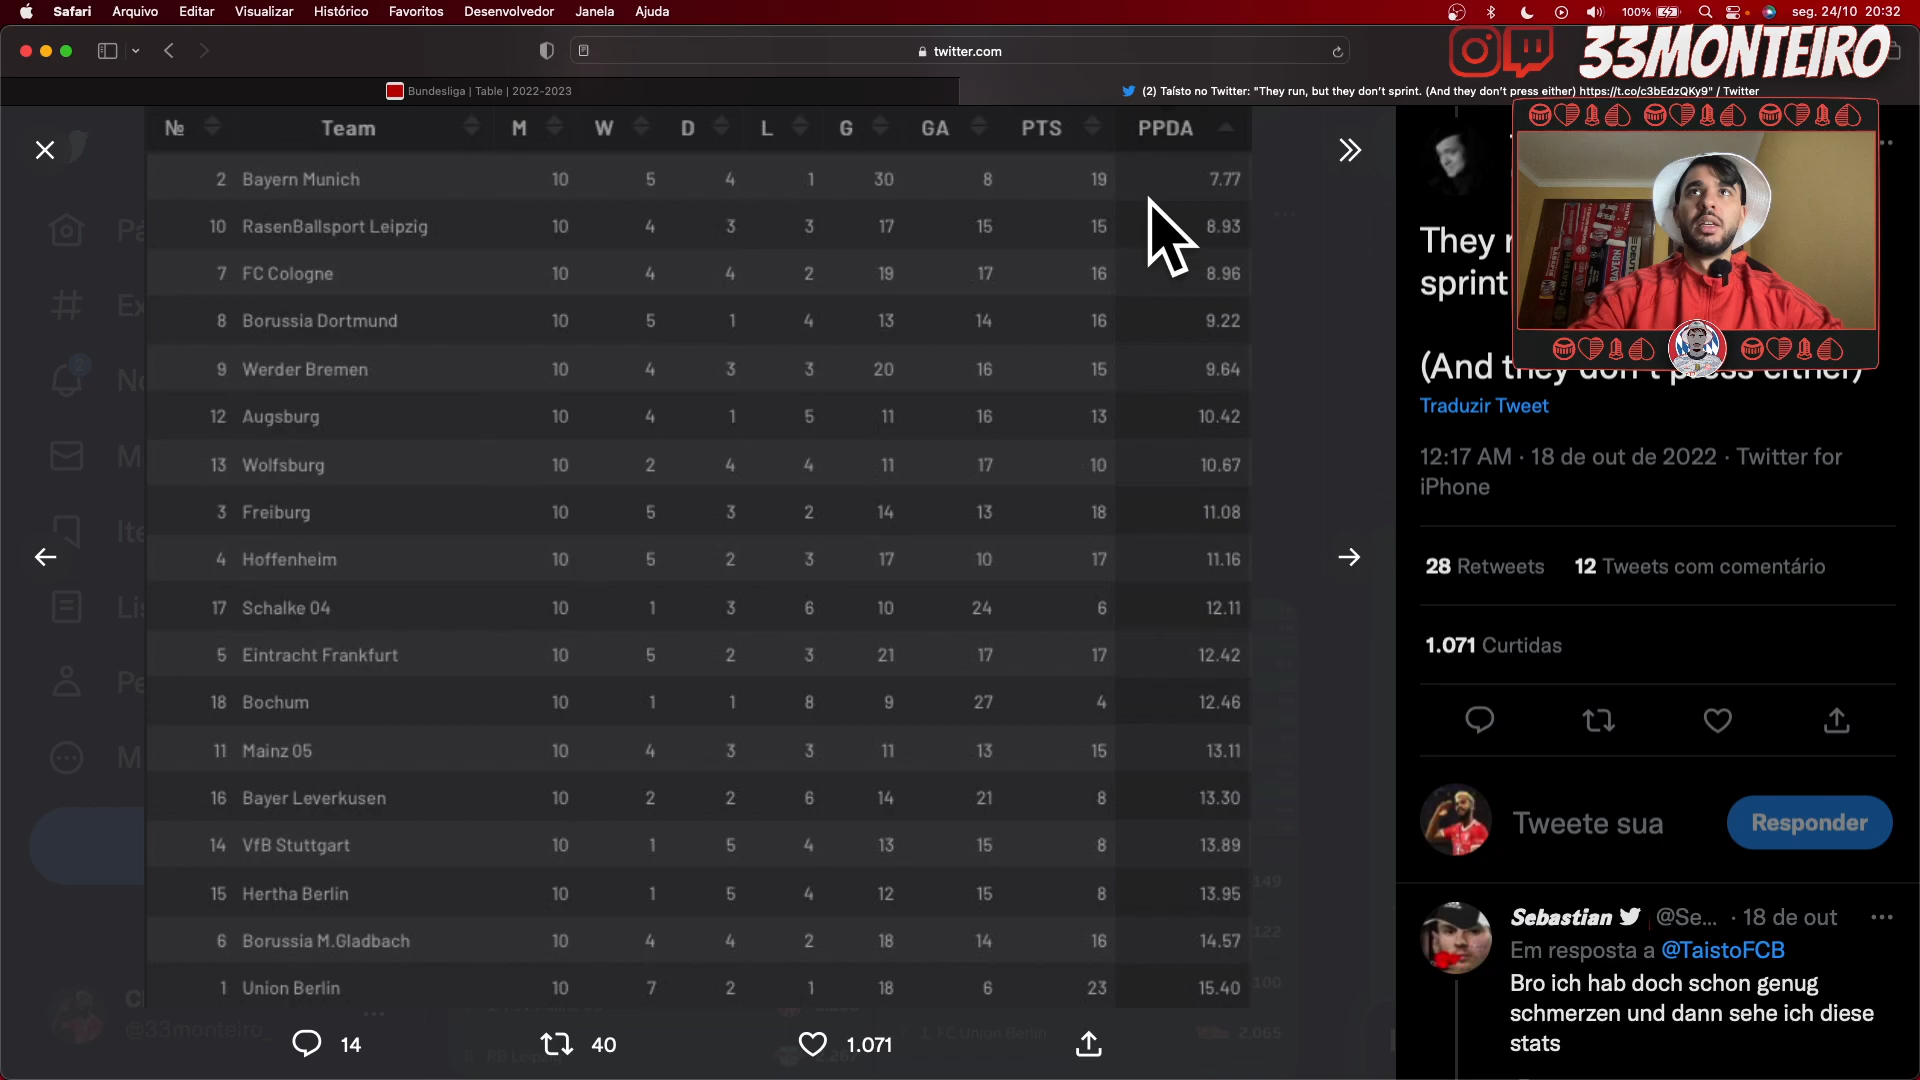 Safari Arquivo Editar Visualizar Histórico Favoritos Desenvolvedor Janela Ajuda 100% seg. 24/10 20:32
twitter.com
33MONTEIRO
Bundesliga | Table | 2022-2023
(2) Taísto no Twitter: "They run, but they don't sprint. (And they don't press either) https://t.co/c3bEdzQKy9" / Twitter
№ Team M W D L G GA PTS PPDA
2 Bayern Munich 10 5 4 1 30 8 19 7.77
10 RasenBallsport Leipzig 10 4 3 3 17 15 15 8.93
7 FC Cologne 10 4 4 2 19 17 16 8.96
8 Borussia Dortmund 10 5 1 4 13 14 16 9.22
9 Werder Bremen 10 4 3 3 20 16 15 9.64
12 Augsburg 10 4 1 5 11 16 13 10.42
13 Wolfsburg 10 2 4 4 11 17 10 10.67
3 Freiburg 10 5 3 2 14 13 18 11.08
4 Hoffenheim 10 5 2 3 17 10 17 11.16
17 Schalke 04 10 1 3 6 10 24 6 12.11
5 Eintracht Frankfurt 10 5 2 3 21 17 17 12.42
18 Bochum 10 1 1 8 9 27 4 12.46
11 Mainz 05 10 4 3 3 11 13 15 13.11
16 Bayer Leverkusen 10 2 2 6 14 21 8 13.30
14 VfB Stuttgart 10 1 5 4 13 15 8 13.89
15 Hertha Berlin 10 1 5 4 12 15 8 13.95
6 Borussia M.Gladbach 10 4 4 2 18 14 16 14.57
1 Union Berlin 10 7 2 1 18 6 23 15.40
149
122
100
@33monteiro_
1. FC Union Berlin 2,065
14 40 1.071
They
sprint
(And they don't press either)
Traduzir Tweet
12:17 AM · 18 de out de 2022 · Twitter for
iPhone
28 Retweets 12 Tweets com comentário
1.071 Curtidas
Tweete sua Responder
Sebastian @Se... · 18 de out
Em resposta a @TaistoFCB
Bro ich hab doch schon genug
schmerzen und dann sehe ich diese
stats